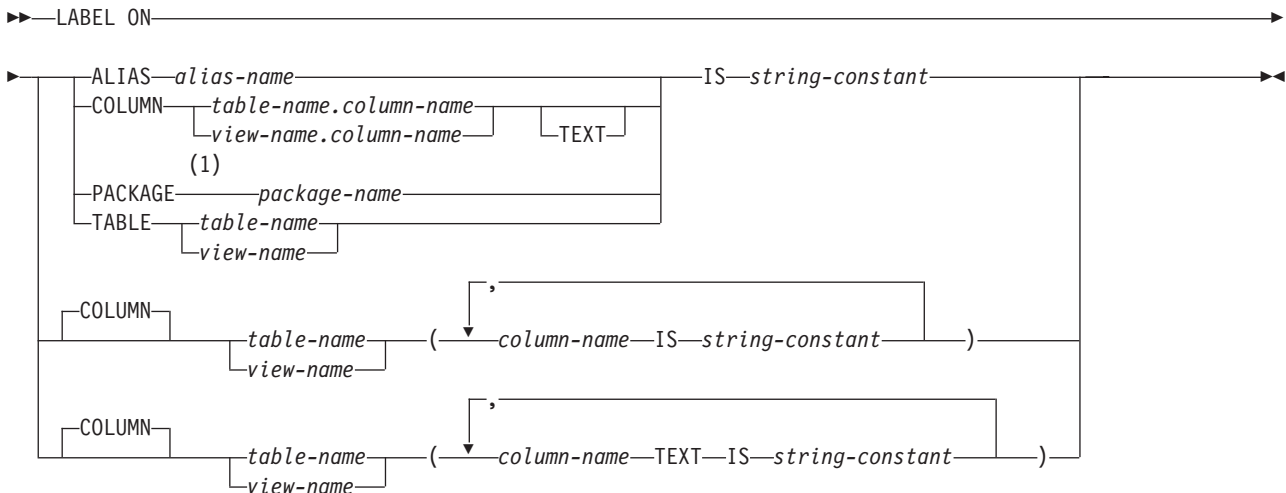 LABEL ON
ALIAS alias-name IS string-constant
COLUMN table-name.column-name
view-name.column-name TEXT
(1)
PACKAGE package-name
TABLE table-name
view-name
,
COLUMN
table-name ( column-name IS string-constant )
view-name
,
COLUMN
table-name ( column-name TEXT IS string-constant )
view-name